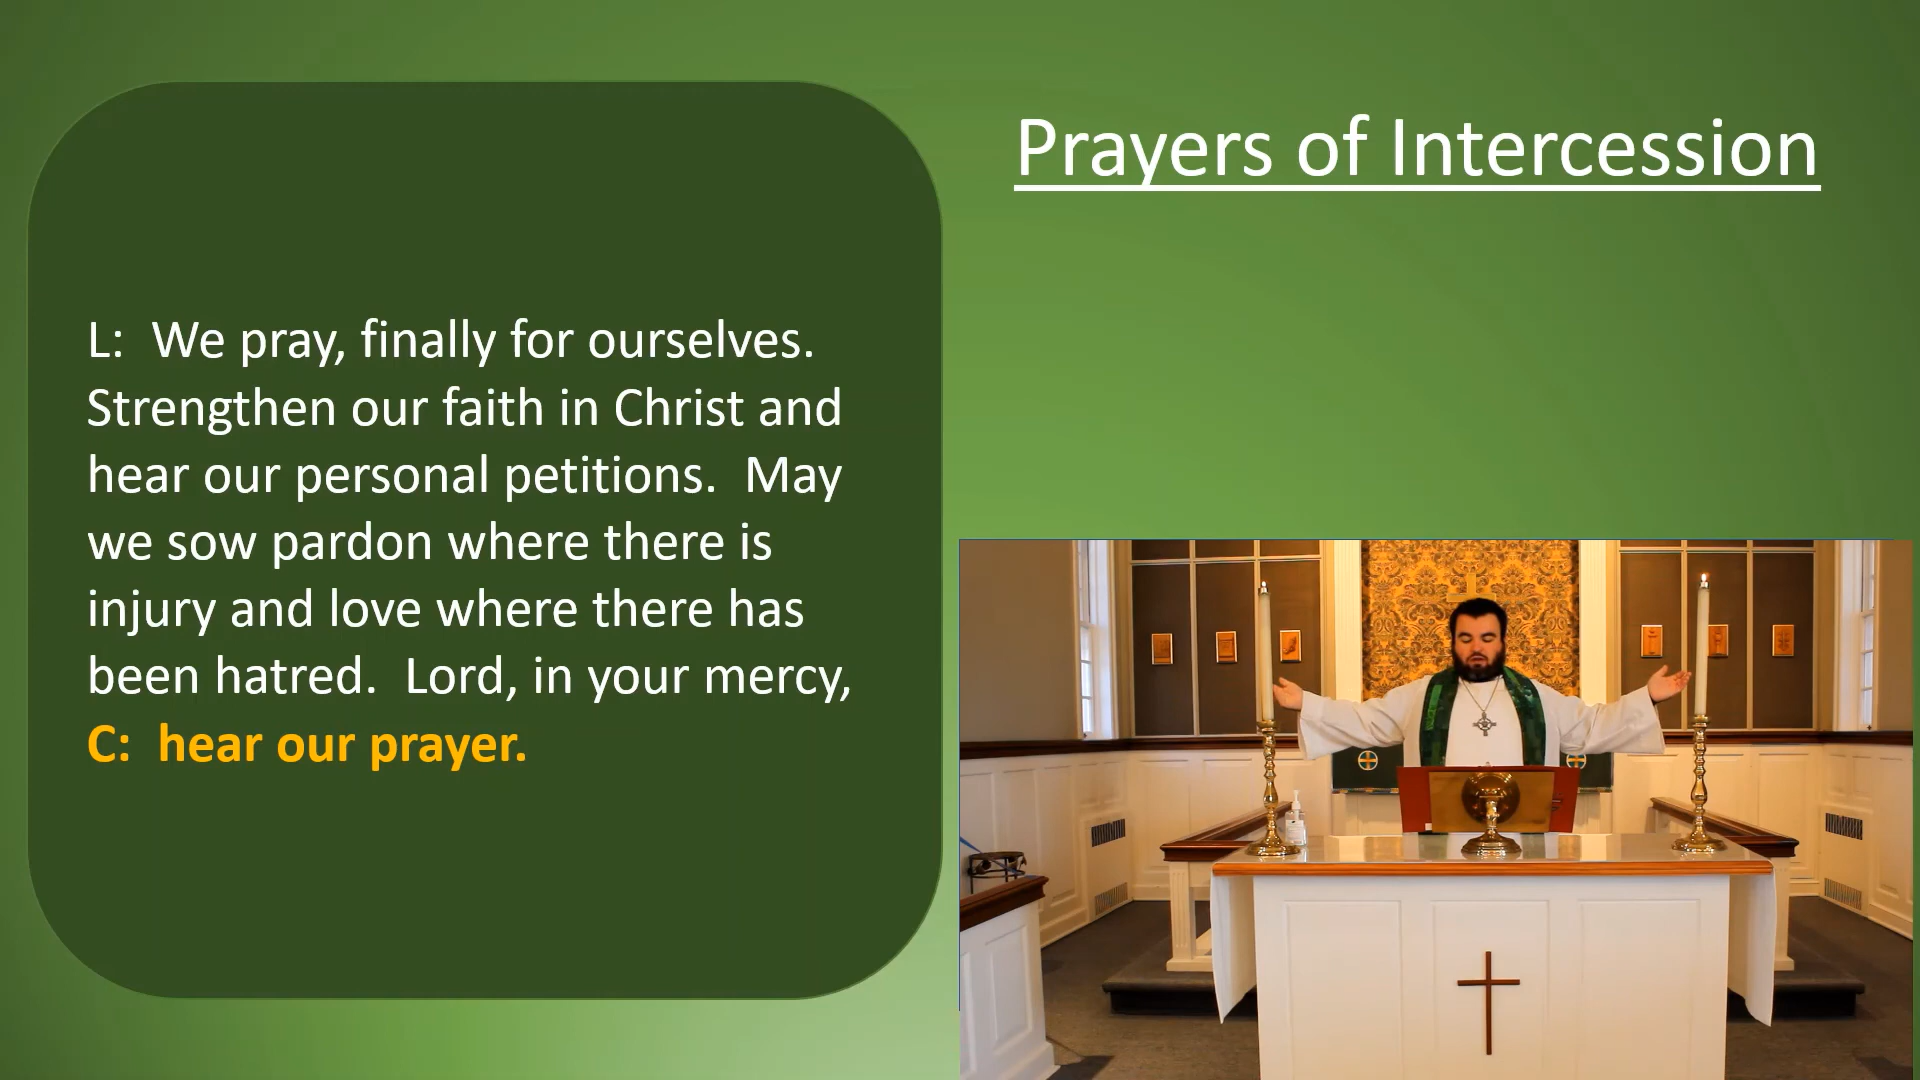 Prayers of Intercession
L:  We pray, finally for ourselves.
Strengthen our faith in Christ and
hear our personal petitions.  May
we sow pardon where there is
injury and love where there has
been hatred.  Lord, in your mercy,
C:  hear our prayer.